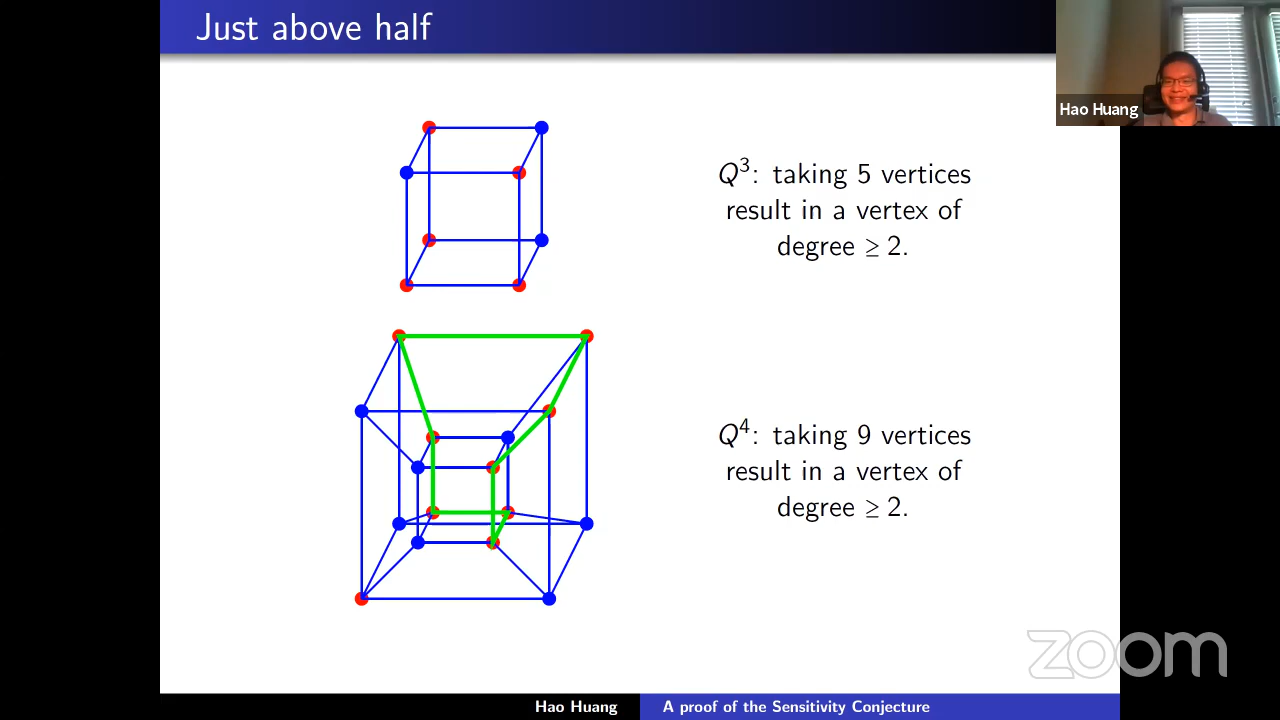 Just above half
Hao Huang
Q³: taking 5 vertices
result in a vertex of
degree ≥ 2.
Q⁴: taking 9 vertices
result in a vertex of
degree ≥ 2.
zoom
Hao Huang
A proof of the Sensitivity Conjecture